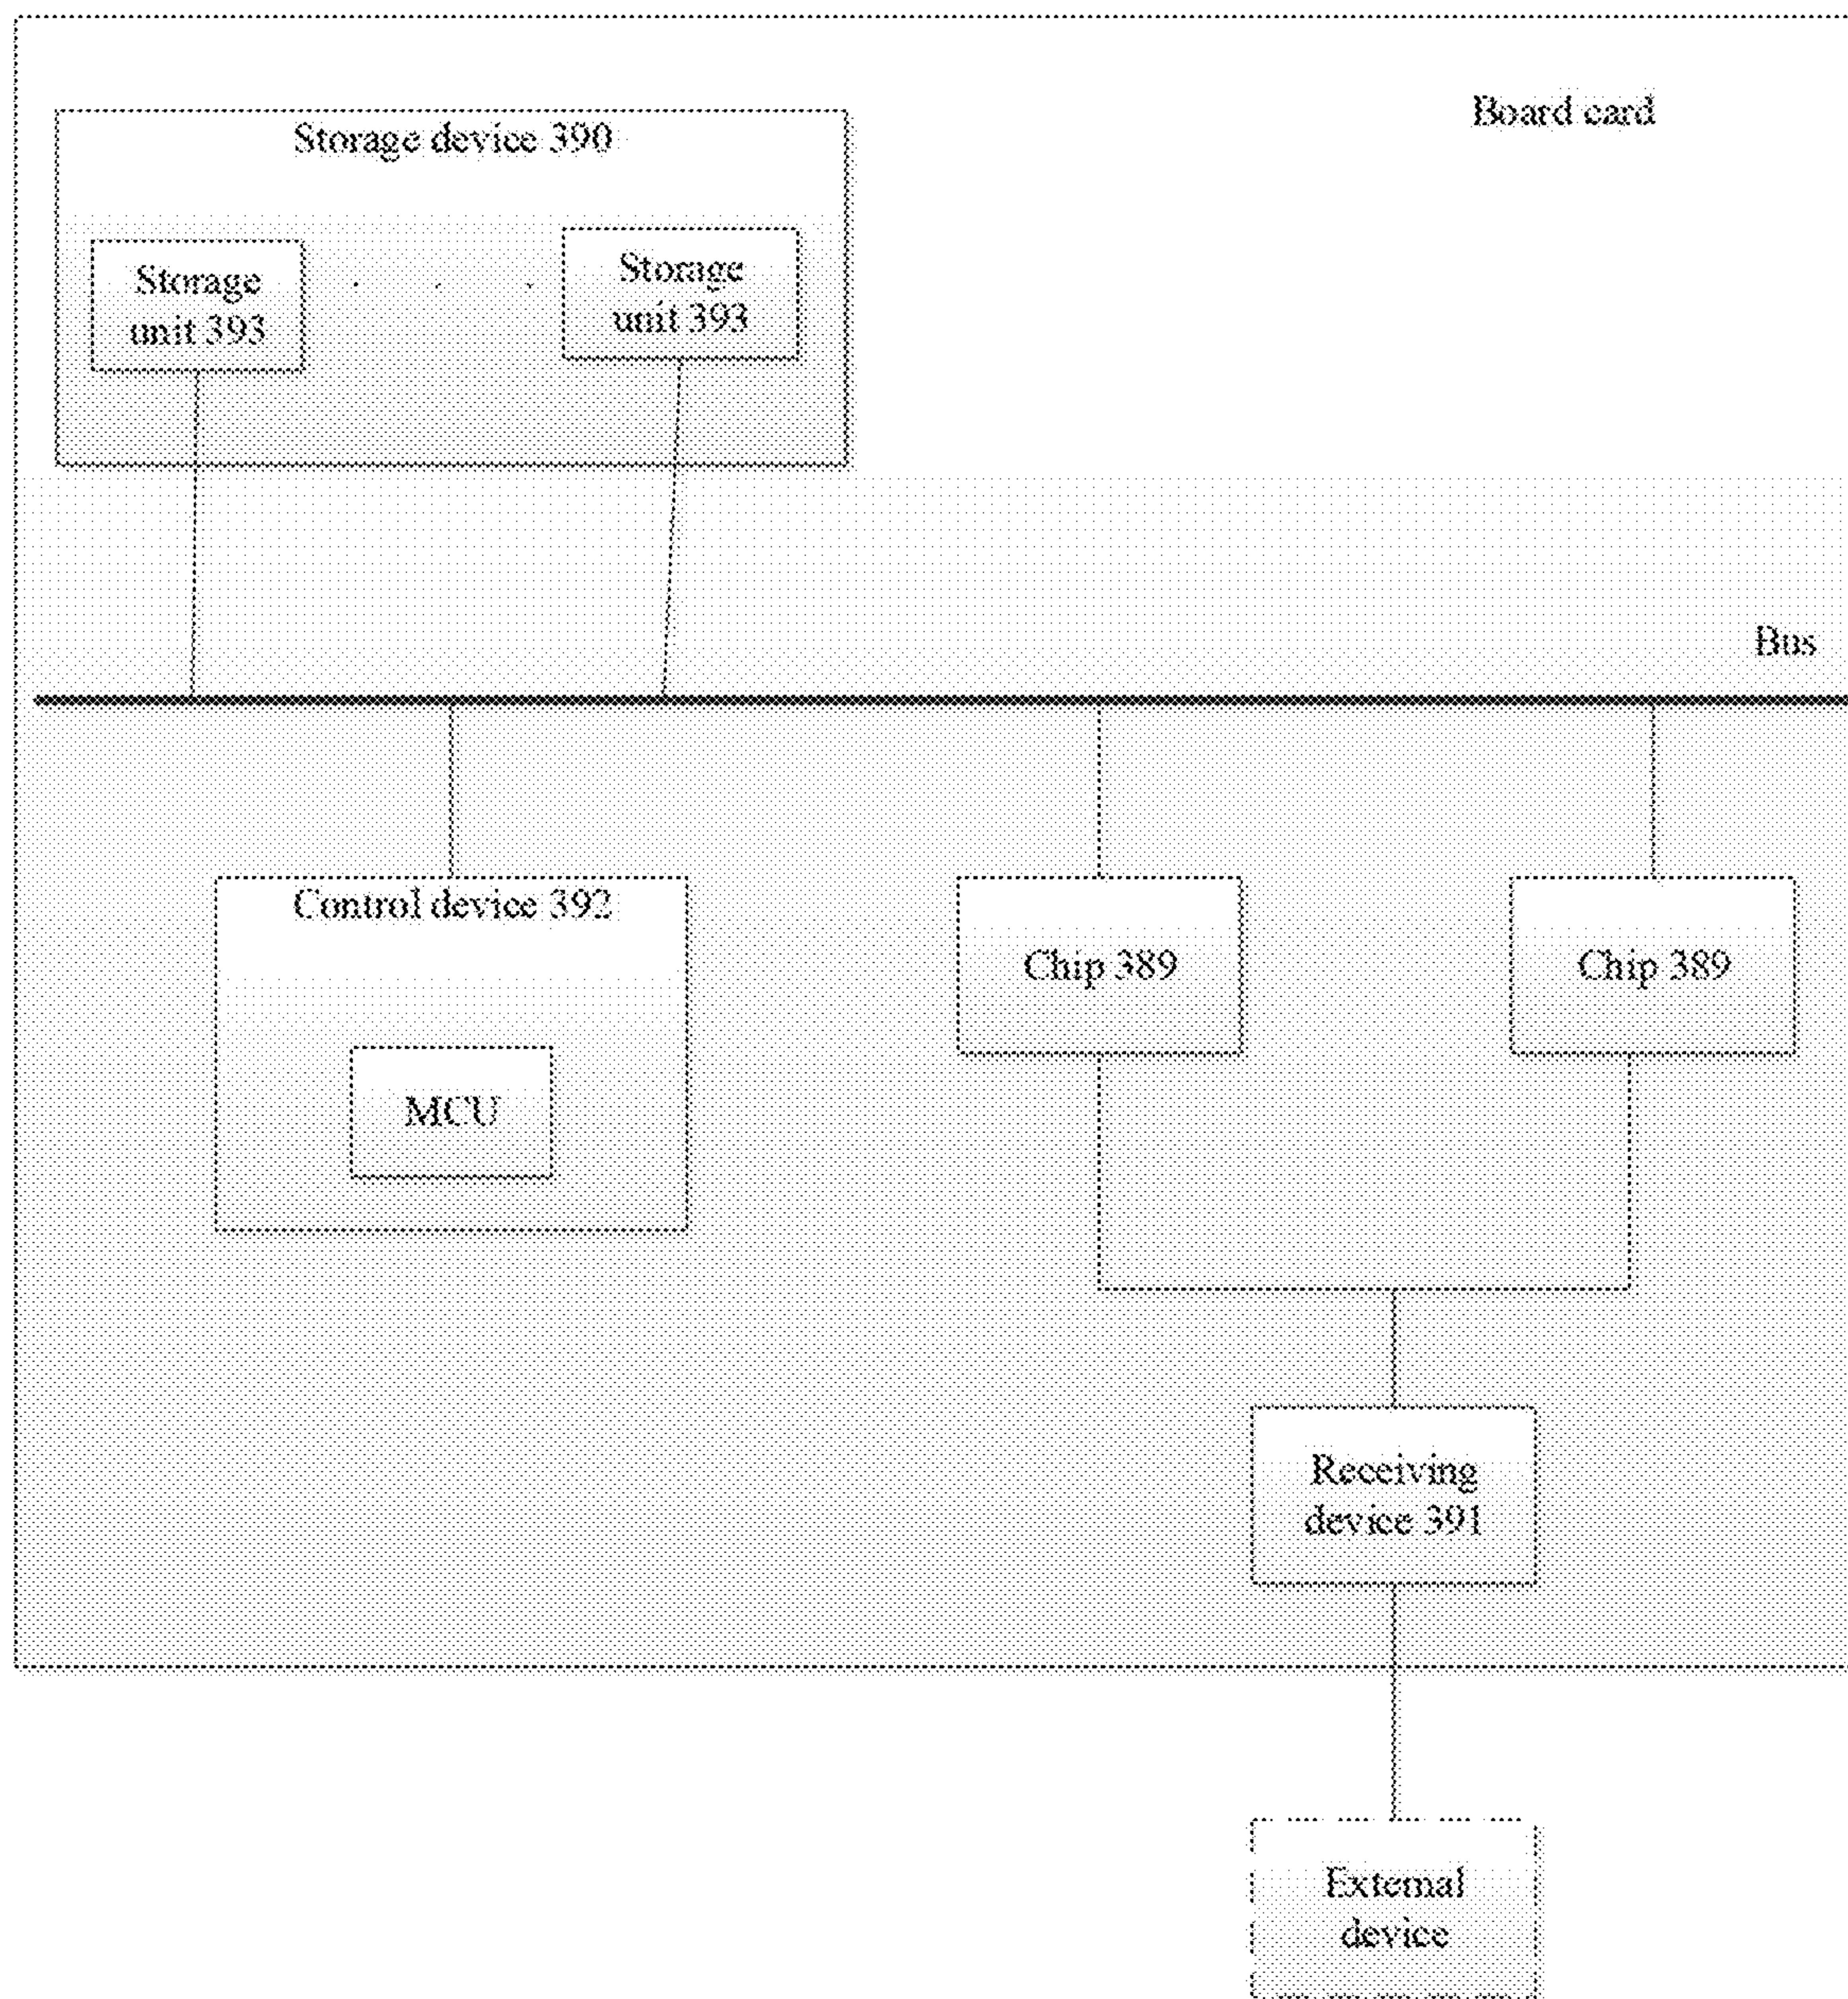 Board card
Storage device 390
Storage
unit 393
Storage
unit 393
Bus
Control device 392
MCU
Chip 389
Chip 389
Receiving
device 391
External
device